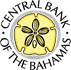 CENTRAL BANK
OF THE BAHAMAS